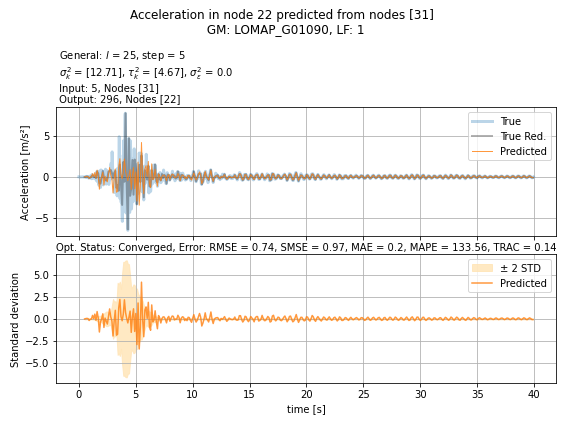 Acceleration in node 22 predicted from nodes [31]
GM: LOMAP_G01090, LF: 1
General: l = 25, step = 5
σ²ₖ = [12.71], τ²ₖ = [4.67], σ²ε = 0.0
Input: 5, Nodes [31]
Output: 296, Nodes [22]
Acceleration [m/s²]
5
0
−5
True
True Red.
Predicted
Opt. Status: Converged, Error: RMSE = 0.74, SMSE = 0.97, MAE = 0.2, MAPE = 133.56, TRAC = 0.14
Standard deviation
5.0
2.5
0.0
−2.5
−5.0
± 2 STD
Predicted
0 5 10 15 20 25 30 35 40
time [s]